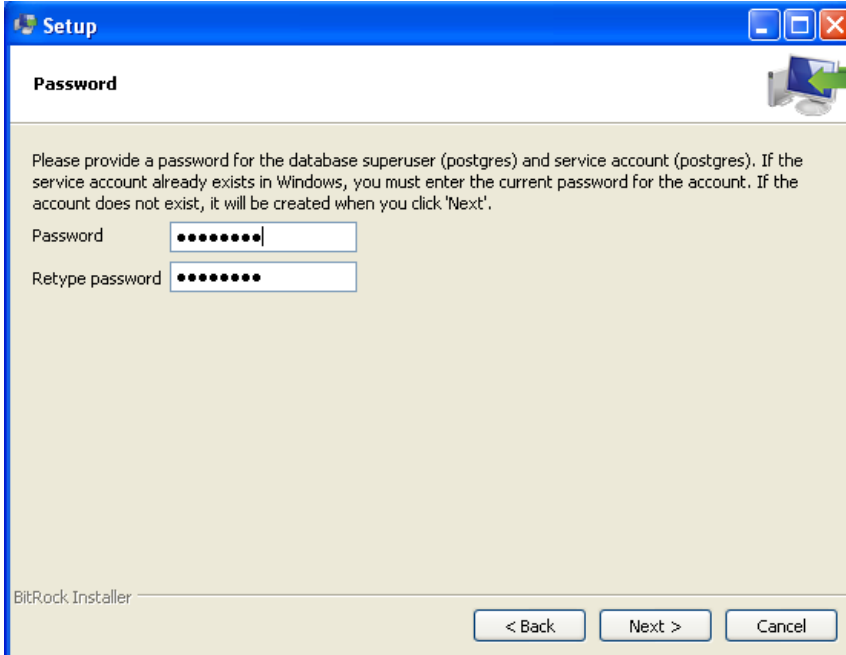 Setup
Password
Please provide a password for the database superuser (postgres) and service account (postgres). If the
service account already exists in Windows, you must enter the current password for the account. If the
account does not exist, it will be created when you click 'Next'.
Password ●●●●●●●●
Retype password ●●●●●●●●
BitRock Installer
< Back Next > Cancel